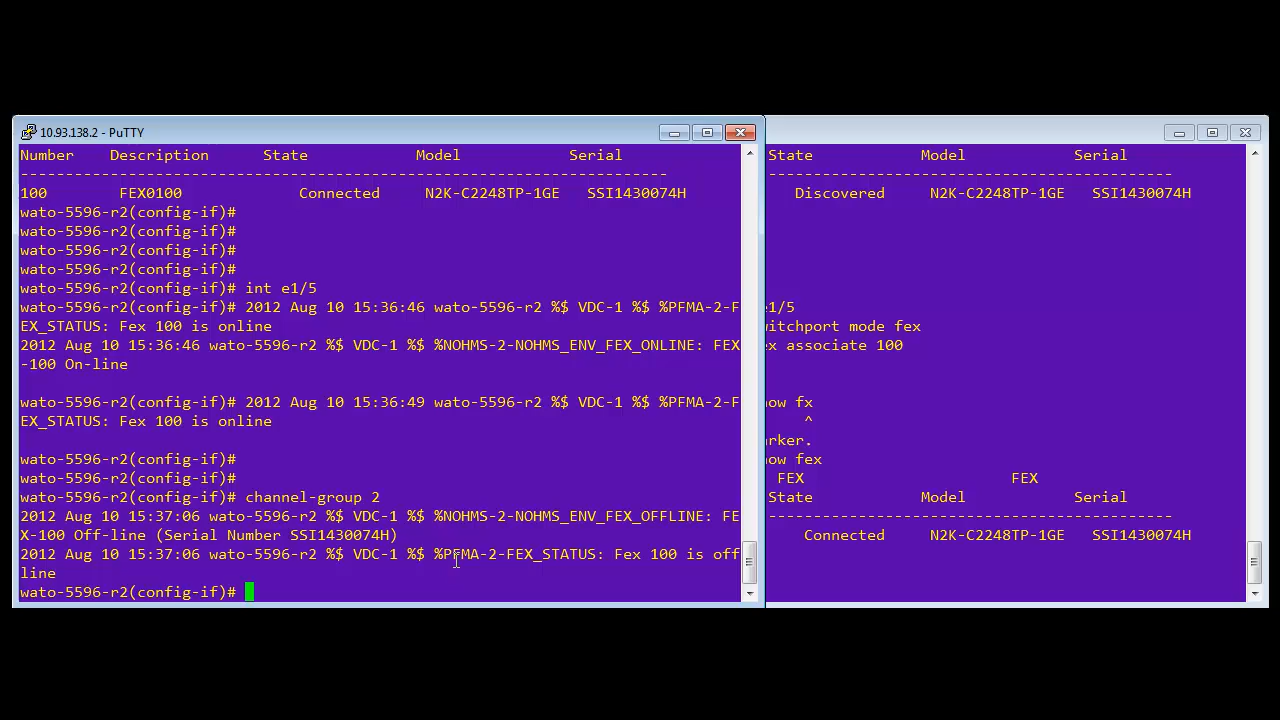 10.93.138.2 - PuTTY
Number Description State Model Serial
--------------------------------------------------------------------------------
100 FEX0100 Connected N2K-C2248TP-1GE SSI1430074H
wato-5596-r2(config-if)#
wato-5596-r2(config-if)#
wato-5596-r2(config-if)#
wato-5596-r2(config-if)#
wato-5596-r2(config-if)# int e1/5
wato-5596-r2(config-if)# 2012 Aug 10 15:36:46 wato-5596-r2 %$ VDC-1 %$ %PFMA-2-F
EX_STATUS: Fex 100 is online
2012 Aug 10 15:36:46 wato-5596-r2 %$ VDC-1 %$ %NOHMS-2-NOHMS_ENV_FEX_ONLINE: FEX
-100 On-line
wato-5596-r2(config-if)# 2012 Aug 10 15:36:49 wato-5596-r2 %$ VDC-1 %$ %PFMA-2-F
EX_STATUS: Fex 100 is online
wato-5596-r2(config-if)#
wato-5596-r2(config-if)#
wato-5596-r2(config-if)# channel-group 2
2012 Aug 10 15:37:06 wato-5596-r2 %$ VDC-1 %$ %NOHMS-2-NOHMS_ENV_FEX_OFFLINE: FE
X-100 Off-line (Serial Number SSI1430074H)
2012 Aug 10 15:37:06 wato-5596-r2 %$ VDC-1 %$ %PFMA-2-FEX_STATUS: Fex 100 is off
line
wato-5596-r2(config-if)#
State Model Serial
---------------------------------------------
Discovered N2K-C2248TP-1GE SSI1430074H
e1/5
witchport mode fex
ex associate 100
ow fx
^
arker.
ow fex
FEX FEX
State Model Serial
---------------------------------------------
Connected N2K-C2248TP-1GE SSI1430074H